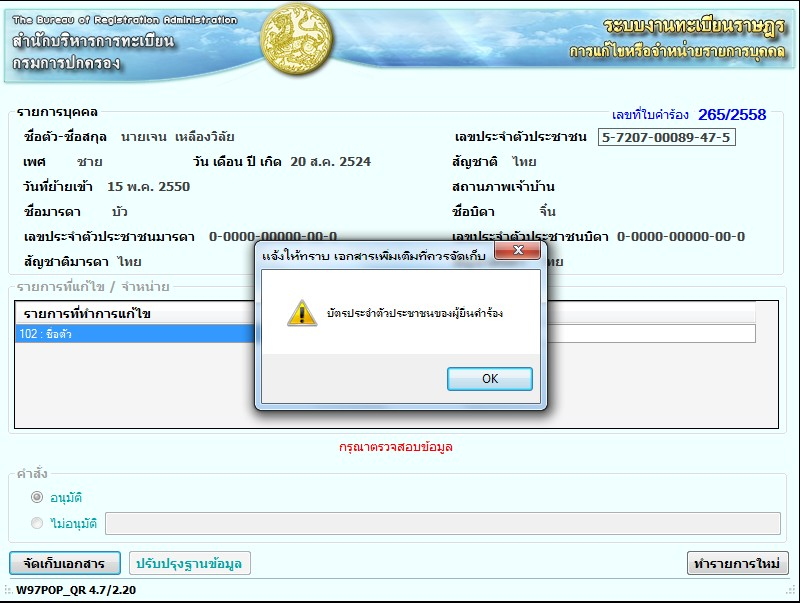 The Bureau of Registration Administration
สำนักบริหารการทะเบียน
กรมการปกครอง
ระบบงานทะเบียนราษฎร
การแก้ไขหรือจำหน่ายรายการบุคคล
รายการบุคคล
เลขที่ใบคำร้อง 265/2558
ชื่อตัว-ชื่อสกุล นายเจน เหลืองวิลัย
เลขประจำตัวประชาชน 5-7207-00089-47-5
เพศ ชาย วัน เดือน ปี เกิด 20 ส.ค. 2524
สัญชาติ ไทย
วันที่ย้ายเข้า 15 พ.ค. 2550
สถานภาพเจ้าบ้าน
ชื่อมารดา บัว
ชื่อบิดา จิ้น
เลขประจำตัวประชาชนมารดา 0-0000-00000-00-0
เลขประจำตัวประชาชนบิดา 0-0000-00000-00-0
สัญชาติมารดา ไทย
แจ้งให้ทราบ เอกสารเพิ่มเติมที่ควรจัดเก็บ
บัตรประจำตัวประชาชนของผู้ยื่นคำร้อง
OK
รายการที่แก้ไข / จำหน่าย
รายการที่ทำการแก้ไข
102 : ชื่อตัว
กรุณาตรวจสอบข้อมูล
คำสั่ง
อนุมัติ
ไม่อนุมัติ
จัดเก็บเอกสาร
ปรับปรุงฐานข้อมูล
ทำรายการใหม่
W97POP_QR 4.7/2.20